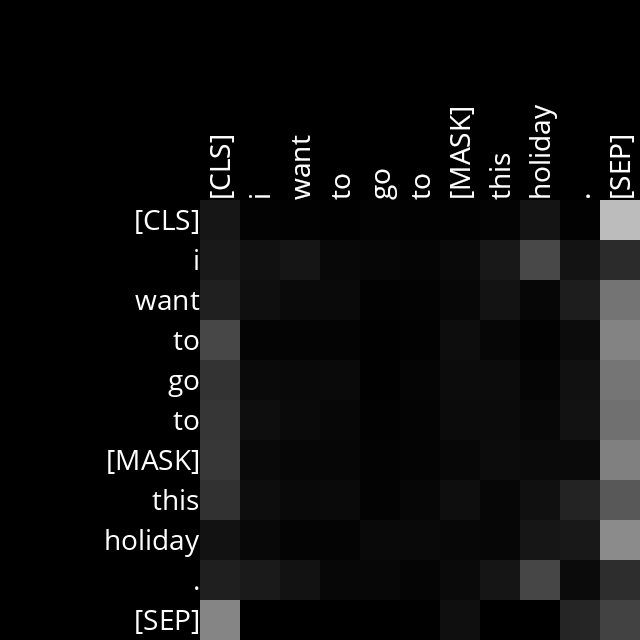 [CLS] i want to go to [MASK] this holiday . [SEP]
[CLS]
i
want
to
go
to
[MASK]
this
holiday
.
[SEP]